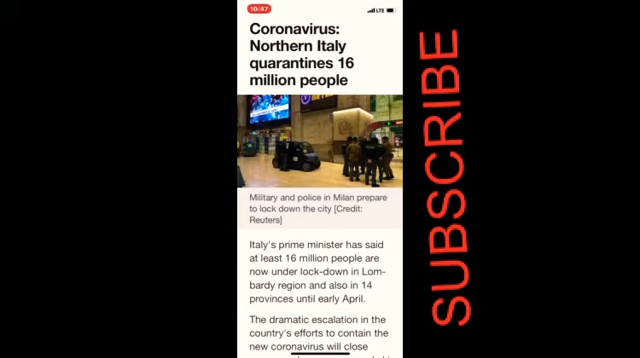 10:47
LTE
Coronavirus:
Northern Italy
quarantines 16
million people
Military and police in Milan prepare
to lock down the city [Credit:
Reuters]
Italy's prime minister has said
at least 16 million people are
now under lock-down in Lom-
bardy region and also in 14
provinces until early April.
The dramatic escalation in the
country's efforts to contain the
new coronavirus will close
SUBSCRIBE